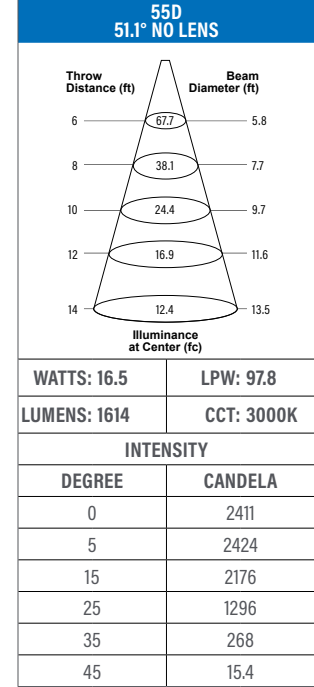 55D
51.1° NO LENS
Throw Beam
Distance (ft) Diameter (ft)
6 67.7 5.8
8 38.1 7.7
10 24.4 9.7
12 16.9 11.6
14 12.4 13.5
Illuminance
at Center (fc)
WATTS: 16.5 LPW: 97.8
LUMENS: 1614 CCT: 3000K
INTENSITY
DEGREE CANDELA
0 2411
5 2424
15 2176
25 1296
35 268
45 15.4